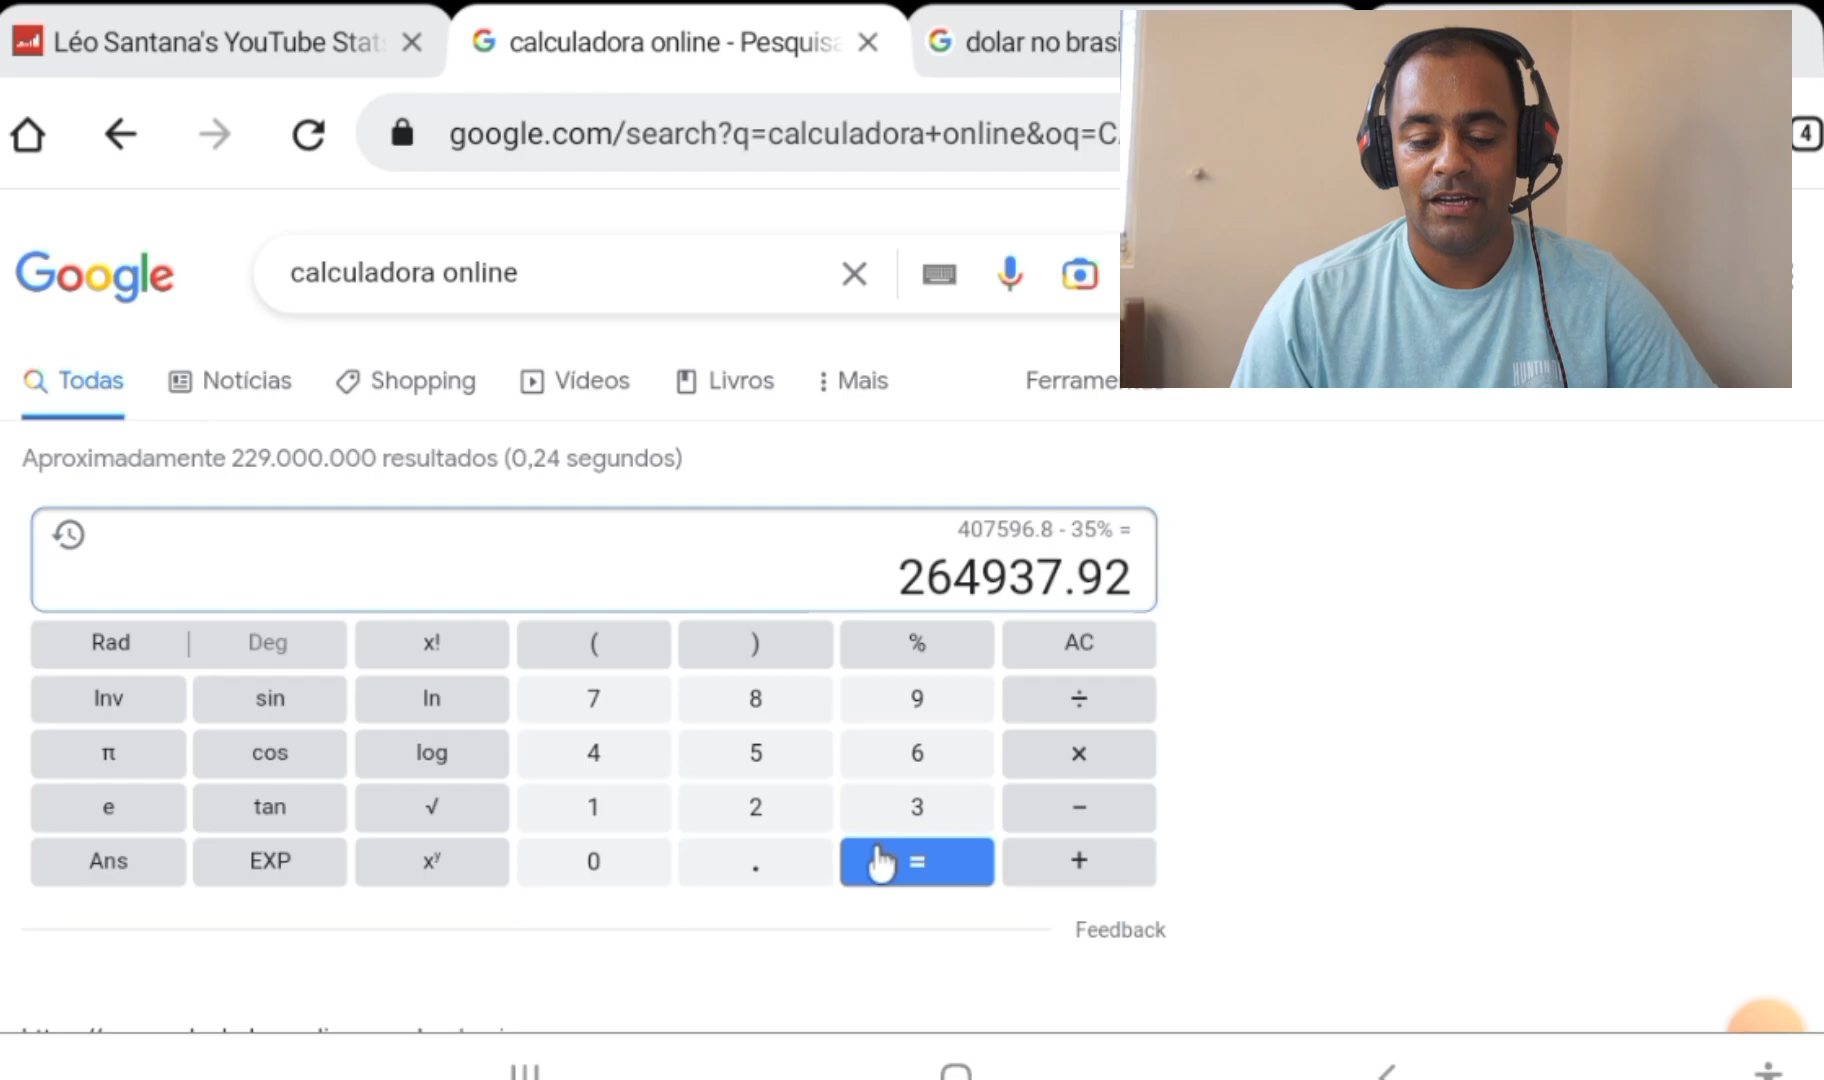 Léo Santana's YouTube Stat
calculadora online - Pesquisa
dolar no brasi
google.com/search?q=calculadora+online&oq=C
4
Google
calculadora online
Todas
Notícias
Shopping
Vídeos
Livros
Mais
Ferrame
Aproximadamente 229.000.000 resultados (0,24 segundos)
407596.8 - 35% =
264937.92
Rad | Deg x! ( ) % AC
Inv sin ln 7 8 9 ÷
π cos log 4 5 6 ×
e tan √ 1 2 3 −
Ans EXP xʸ 0 . = +
Feedback